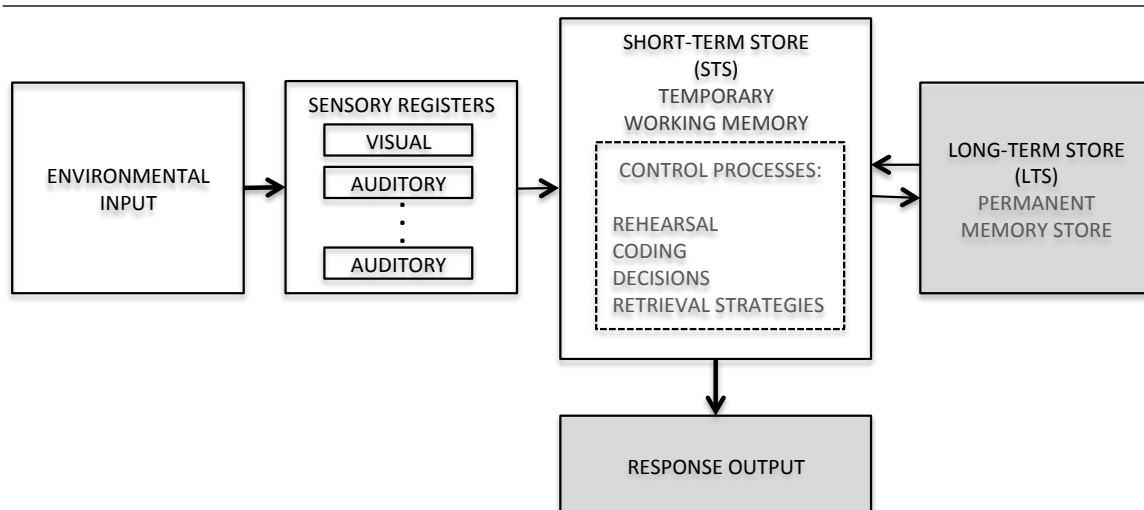 ENVIRONMENTAL
INPUT
SENSORY REGISTERS
VISUAL
AUDITORY
AUDITORY
SHORT-TERM STORE
(STS)
TEMPORARY
WORKING MEMORY
CONTROL PROCESSES:
REHEARSAL
CODING
DECISIONS
RETRIEVAL STRATEGIES
LONG-TERM STORE
(LTS)
PERMANENT
MEMORY STORE
RESPONSE OUTPUT